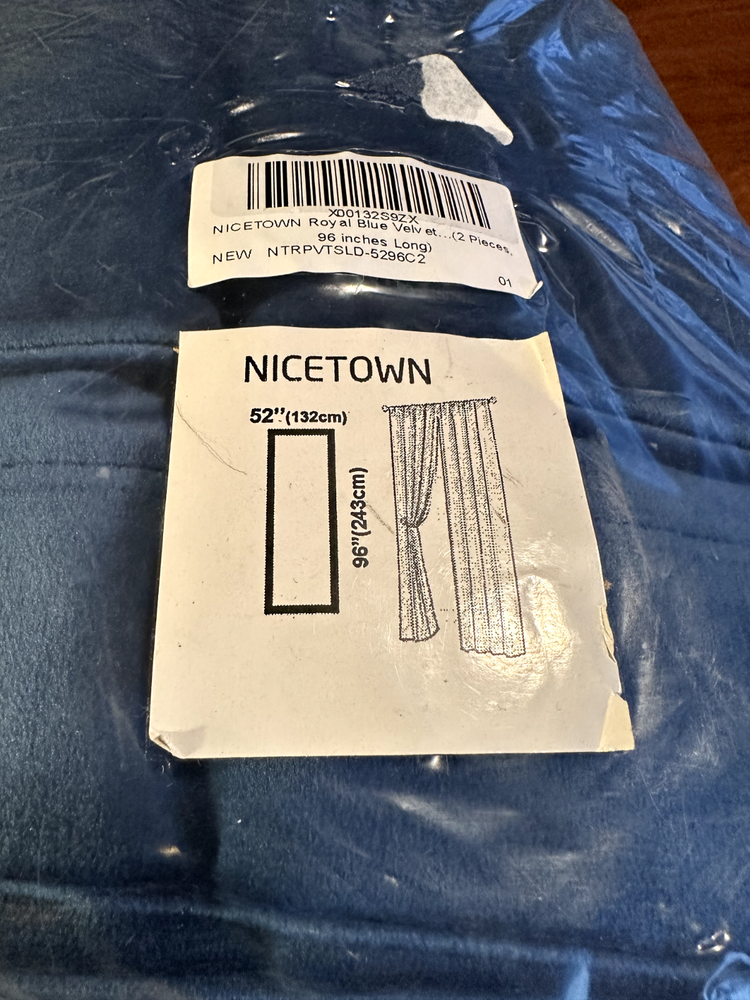 X00132S9ZX
NICETOWN Royal Blue Velvet...(2 Pieces,
96 inches Long)
NEW NTRPVTSLD-5296C2
01
NICETOWN
52”(132cm)
96”(243cm)